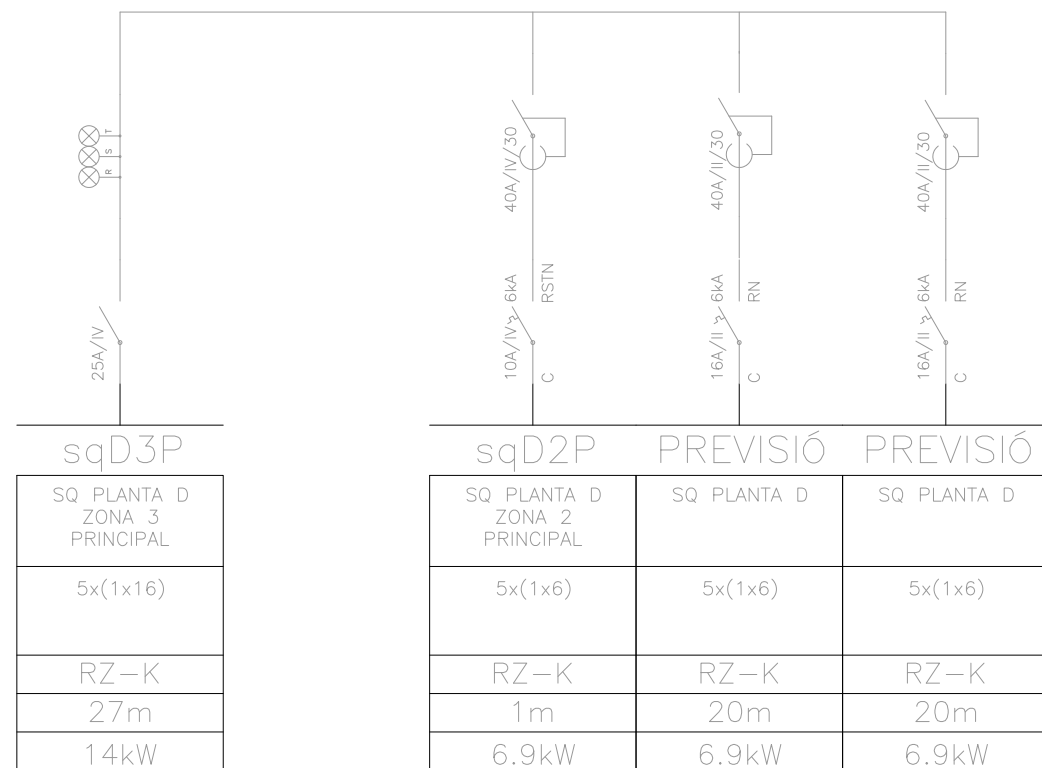 T
S
R
25A/IV
40A/IV/30
6kA
RSTN
10A/IV
C
40A/II/30
6kA
RN
16A/II
C
40A/II/30
6kA
RN
16A/II
C
sqD3P
sqD2P
PREVISIÓ
PREVISIÓ
SQ PLANTA D
ZONA 3
PRINCIPAL
SQ PLANTA D
ZONA 2
PRINCIPAL
SQ PLANTA D
SQ PLANTA D
5x(1x16)
5x(1x6)
5x(1x6)
5x(1x6)
RZ-K
RZ-K
RZ-K
RZ-K
27m
1m
20m
20m
14kW
6.9kW
6.9kW
6.9kW